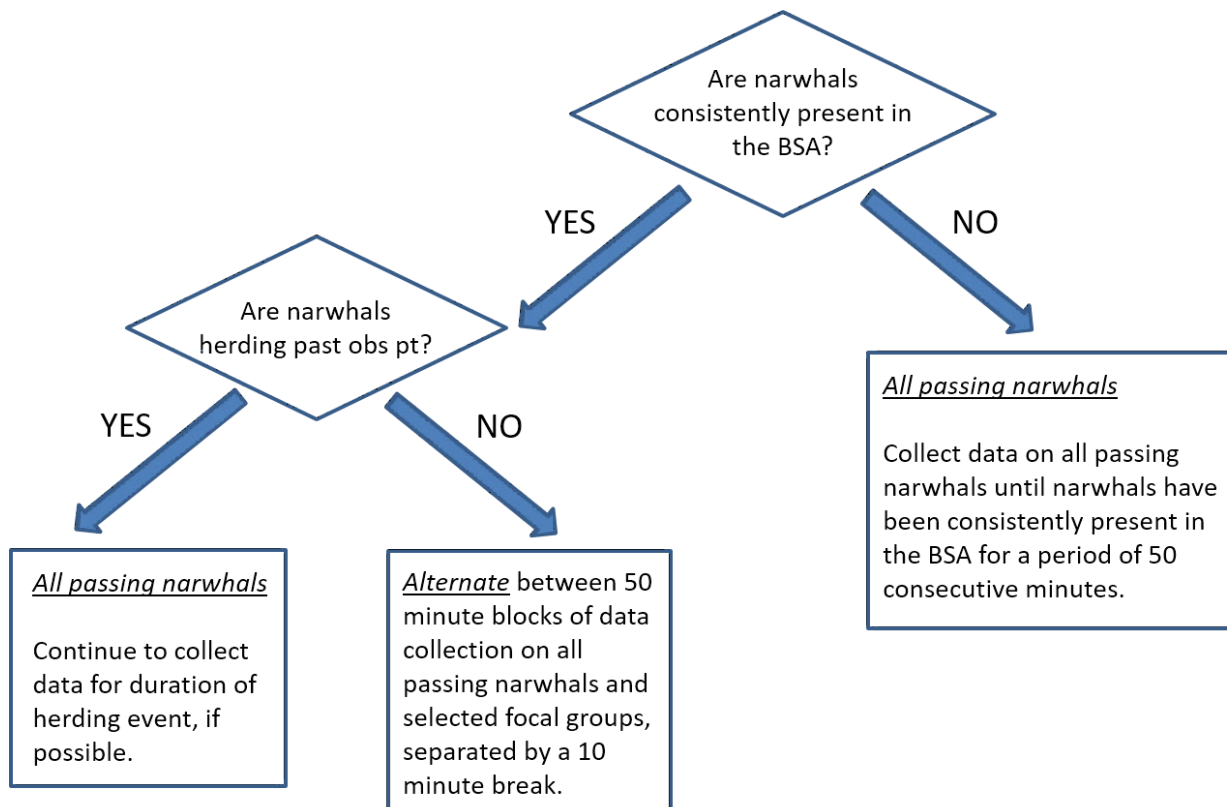 Are narwhals
consistently present in
the BSA?
YES
NO
Are narwhals
herding past obs pt?
YES
NO
All passing narwhals
Collect data on all passing
narwhals until narwhals have
been consistently present in
the BSA for a period of 50
consecutive minutes.
All passing narwhals
Continue to collect
data for duration of
herding event, if
possible.
Alternate between 50
minute blocks of data
collection on all
passing narwhals and
selected focal groups,
separated by a 10
minute break.